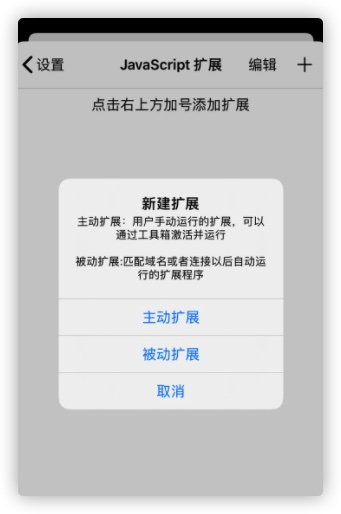 设置
JavaScript 扩展
编辑
点击右上方加号添加扩展
新建扩展
主动扩展：用户手动运行的扩展，可以
通过工具箱激活并运行
被动扩展:匹配域名或者连接以后自动运
行的扩展程序
主动扩展
被动扩展
取消